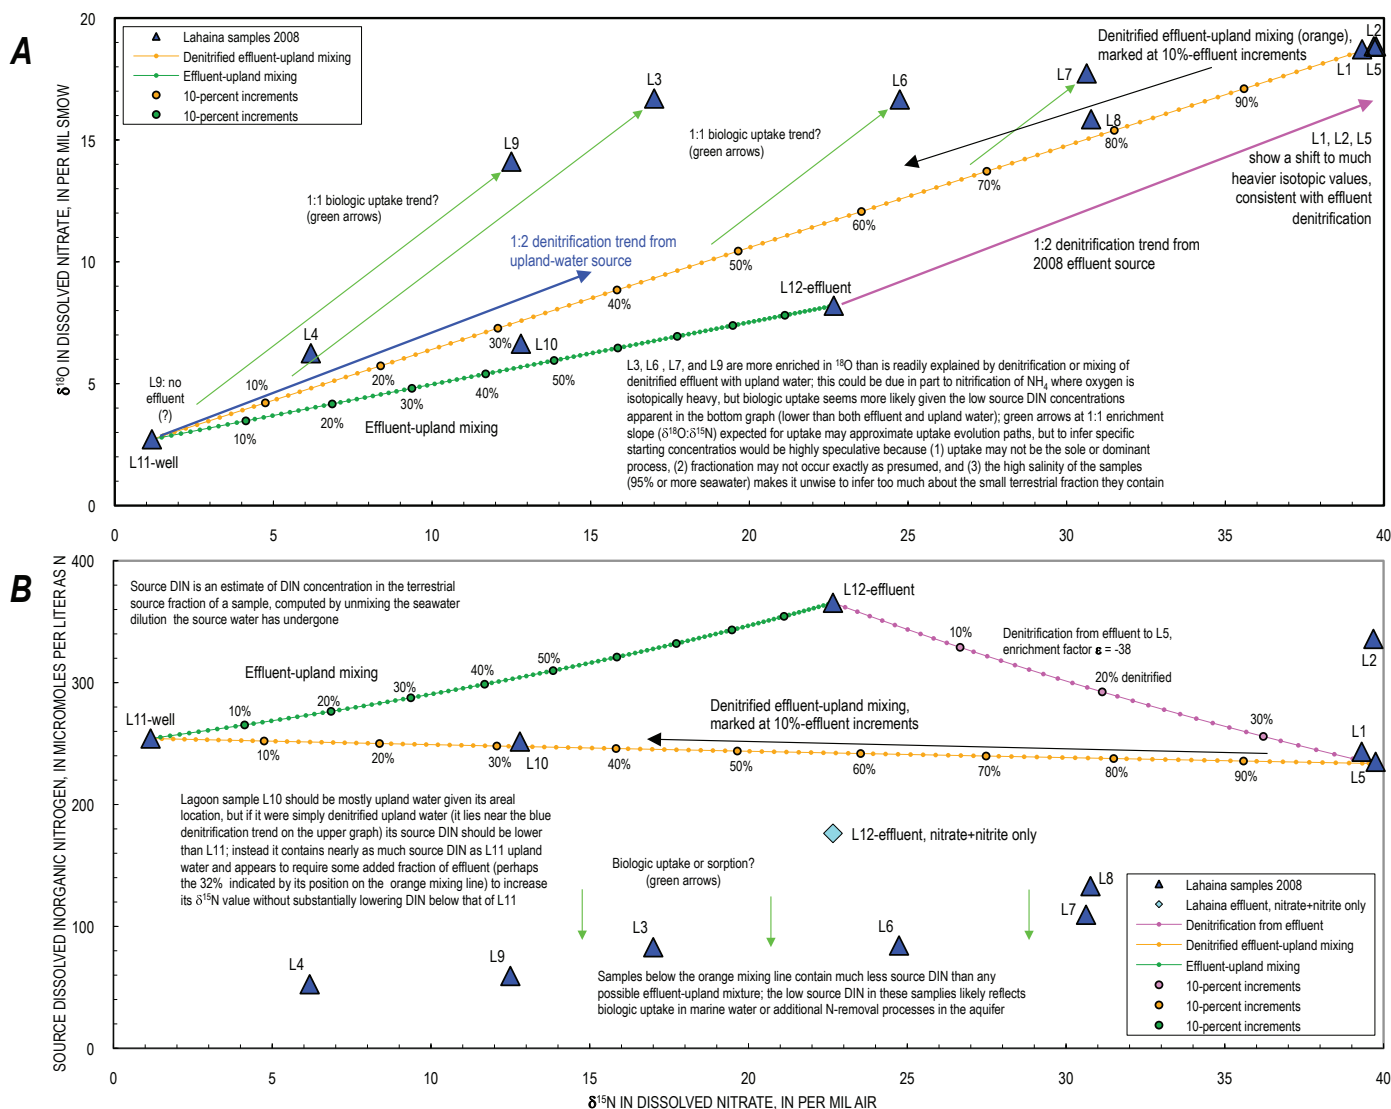 A
δ18O IN DISSOLVED NITRATE, IN PER MIL SMOW
20
15
10
5
0
Lahaina samples 2008
Denitrified effluent-upland mixing
Effluent-upland mixing
10-percent increments
10-percent increments
Denitrified effluent-upland mixing (orange),
marked at 10%-effluent increments
L2
L1
L5
L7
L8
L6
L3
L9
L4
L10
L12-effluent
L11-well
90%
80%
70%
60%
50%
40%
30%
20%
10%
10%
20%
30%
40%
50%
1:1 biologic uptake trend?
(green arrows)
1:1 biologic uptake trend?
(green arrows)
L1, L2, L5
show a shift to much
heavier isotopic values,
consistent with effluent
denitrification
1:2 denitrification trend from
upland-water source
1:2 denitrification trend from
2008 effluent source
L9: no
effluent
(?)
Effluent-upland mixing
L3, L6 , L7, and L9 are more enriched in 18O than is readily explained by denitrification or mixing of
denitrified effluent with upland water; this could be due in part to nitrification of NH4 where oxygen is
isotopically heavy, but biologic uptake seems more likely given the low source DIN concentrations
apparent in the bottom graph (lower than both effluent and upland water); green arrows at 1:1 enrichment
slope (δ18O:δ15N) expected for uptake may approximate uptake evolution paths, but to infer specific
starting concentratios would be highly speculative because (1) uptake may not be the sole or dominant
process, (2) fractionation may not occur exactly as presumed, and (3) the high salinity of the samples
(95% or more seawater) makes it unwise to infer too much about the small terrestrial fraction they contain
0 5 10 15 20 25 30 35 40
B
SOURCE DISSOLVED INORGANIC NITROGEN, IN MICROMOLES PER LITER AS N
400
300
200
100
0
Source DIN is an estimate of DIN concentration in the terrestrial
source fraction of a sample, computed by unmixing the seawater
dilution the source water has undergone
L12-effluent
Effluent-upland mixing
L11-well
10%
20%
30%
40%
50%
10%
Denitrification from effluent to L5,
enrichment factor ε = -38
20% denitrified
30%
L2
L1
L5
Denitrified effluent-upland mixing,
marked at 10%-effluent increments
10%
20%
30%
L10
40%
50%
60%
70%
80%
90%
Lagoon sample L10 should be mostly upland water given its areal
location, but if it were simply denitrified upland water (it lies near the blue
denitrification trend on the upper graph) its source DIN should be lower
than L11; instead it contains nearly as much source DIN as L11 upland
water and appears to require some added fraction of effluent (perhaps
the 32% indicated by its position on the orange mixing line) to increase
its δ15N value without substantially lowering DIN below that of L11
L12-effluent, nitrate+nitrite only
Biologic uptake or sorption?
(green arrows)
L8
L7
L6
L3
L9
L4
Samples below the orange mixing line contain much less source DIN than any
possible effluent-upland mixture; the low source DIN in these samples likely reflects
biologic uptake in marine water or additional N-removal processes in the aquifer
Lahaina samples 2008
Lahaina effluent, nitrate+nitrite only
Denitrification from effluent
Denitrified effluent-upland mixing
Effluent-upland mixing
10-percent increments
10-percent increments
10-percent increments
0 5 10 15 20 25 30 35 40
δ15N IN DISSOLVED NITRATE, IN PER MIL AIR